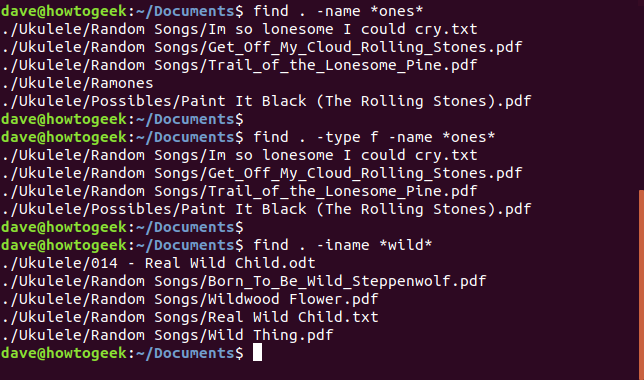 dave@howtogeek:~/Documents$ find . -name *ones*
./Ukulele/Random Songs/Im so lonesome I could cry.txt
./Ukulele/Random Songs/Get_Off_My_Cloud_Rolling_Stones.pdf
./Ukulele/Random Songs/Trail_of_the_Lonesome_Pine.pdf
./Ukulele/Ramones
./Ukulele/Possibles/Paint It Black (The Rolling Stones).pdf
dave@howtogeek:~/Documents$
dave@howtogeek:~/Documents$ find . -type f -name *ones*
./Ukulele/Random Songs/Im so lonesome I could cry.txt
./Ukulele/Random Songs/Get_Off_My_Cloud_Rolling_Stones.pdf
./Ukulele/Random Songs/Trail_of_the_Lonesome_Pine.pdf
./Ukulele/Possibles/Paint It Black (The Rolling Stones).pdf
dave@howtogeek:~/Documents$
dave@howtogeek:~/Documents$ find . -iname *wild*
./Ukulele/014 - Real Wild Child.odt
./Ukulele/Random Songs/Born_To_Be_Wild_Steppenwolf.pdf
./Ukulele/Random Songs/Wildwood Flower.pdf
./Ukulele/Random Songs/Real Wild Child.txt
./Ukulele/Random Songs/Wild Thing.pdf
dave@howtogeek:~/Documents$